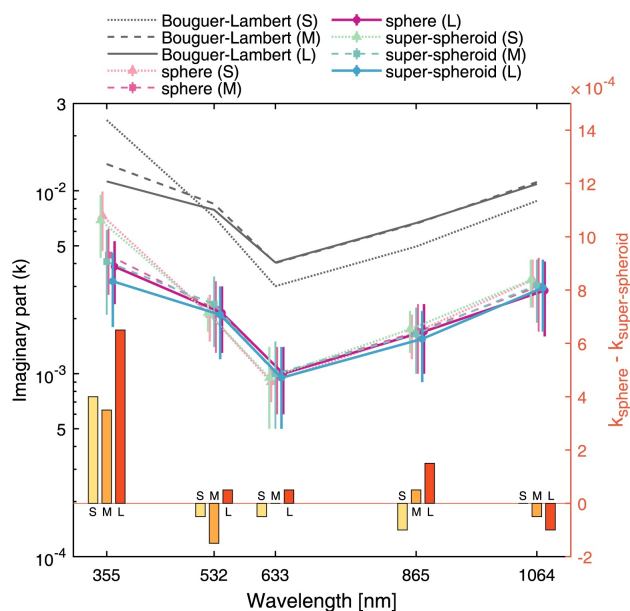 Bouguer-Lambert (S)
Bouguer-Lambert (M)
Bouguer-Lambert (L)
sphere (S)
sphere (M)
sphere (L)
super-spheroid (S)
super-spheroid (M)
super-spheroid (L)
× 10⁻⁴
3
10⁻²
5
10⁻³
5
10⁻⁴
Imaginary part (k)
14
12
10
8
6
4
2
0
-2
k_sphere - k_super-spheroid
S M L
S M L
S M L
S M L
S M L
355 532 633 865 1064
Wavelength [nm]